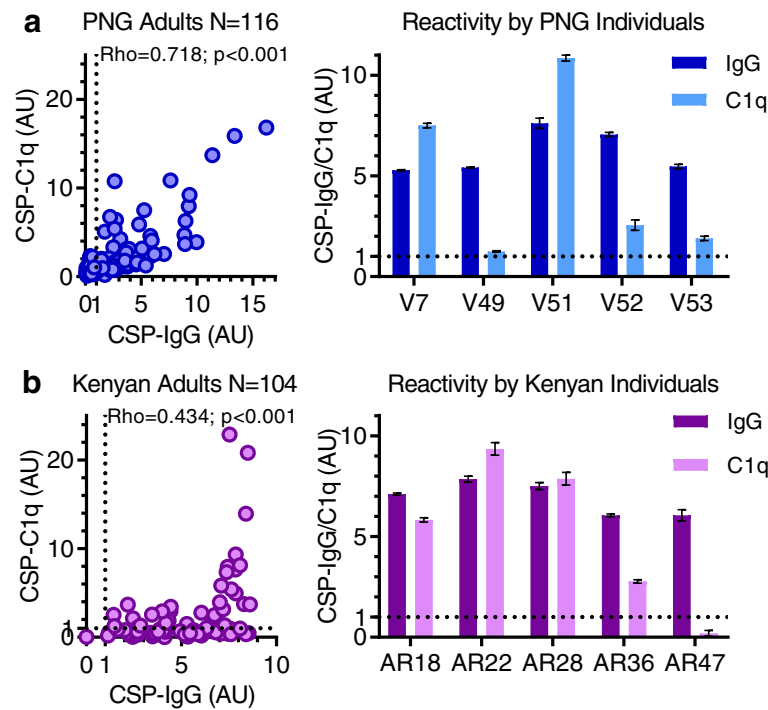 a
PNG Adults N=116
Rho=0.718; p<0.001
CSP-C1q (AU)
20
10
0
0 1 5 10 15
CSP-IgG (AU)
Reactivity by PNG Individuals
CSP-IgG/C1q (AU)
10
5
1
0
IgG
C1q
V7 V49 V51 V52 V53
b
Kenyan Adults N=104
Rho=0.434; p<0.001
CSP-C1q (AU)
20
10
1
0
0 1 5 10
CSP-IgG (AU)
Reactivity by Kenyan Individuals
CSP-IgG/C1q (AU)
10
5
1
0
IgG
C1q
AR18 AR22 AR28 AR36 AR47